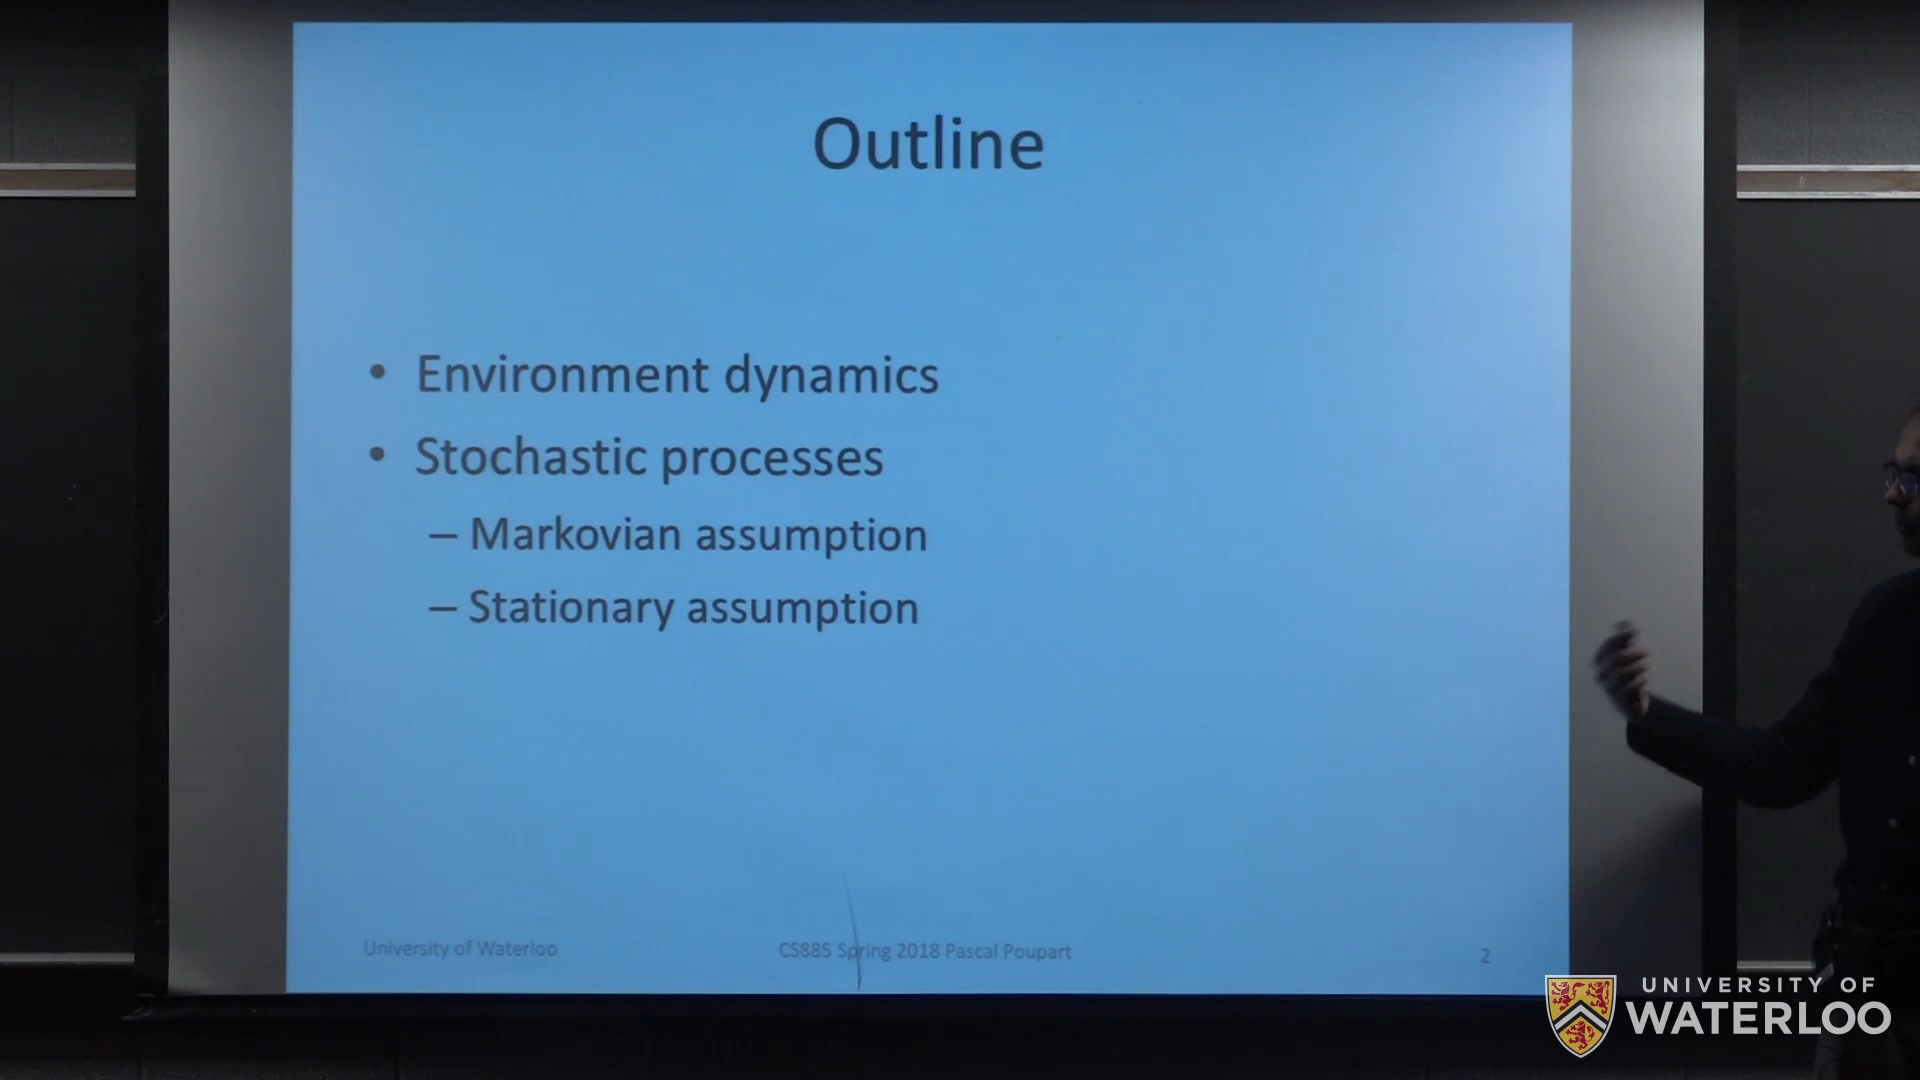 Outline
• Environment dynamics
• Stochastic processes
– Markovian assumption
– Stationary assumption
University of Waterloo
CS885 Spring 2018 Pascal Poupart
2
UNIVERSITY OF
WATERLOO